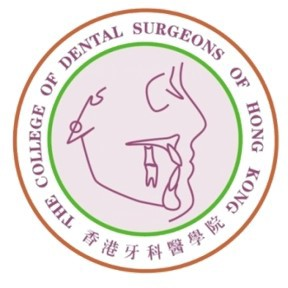 THE COLLEGE OF DENTAL SURGEONS OF HONG KONG
香港牙科醫學院